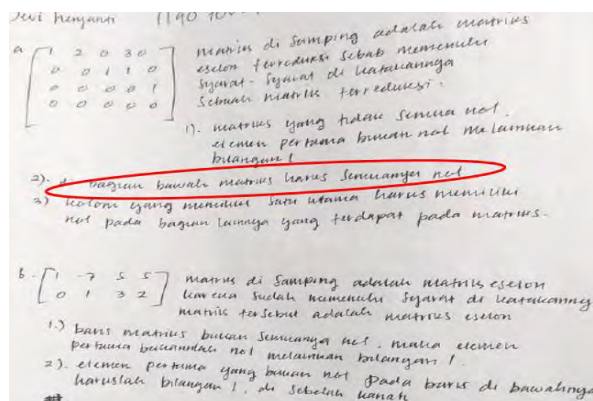 Dewi henyanti 1190
a [1 2 0 3 0 matriks di samping adalah matriks
0 0 1 1 0 eselon terreduksi sebab memenuhi
0 0 0 0 1 syarat-syarat di katakannya
0 0 0 0 0] sebuah matriks terreduksi.
1). matriks yang tidak semua nol.
elemen pertama bukan nol melainkan
bilangan 1
2). di bagian bawah matriks harus semuanya nol
3) kolom yang memiliki satu utama harus memiliki
nol pada bagian lainnya yang terdapat pada matriks.
b. [1 -7 5 5 matriks di samping adalah matriks eselon
0 1 3 2] karena sudah memenuhi syarat di katakannya
matriks tersebut adalah matriks eselon
1.) baris matriks bukan semuanya nol. maka elemen
pertama bukanlah nol melainkan bilangan 1.
2). elemen pertama yang bukan nol pada baris di bawahnya
haruslah bilangan 1. di sebelah kanan